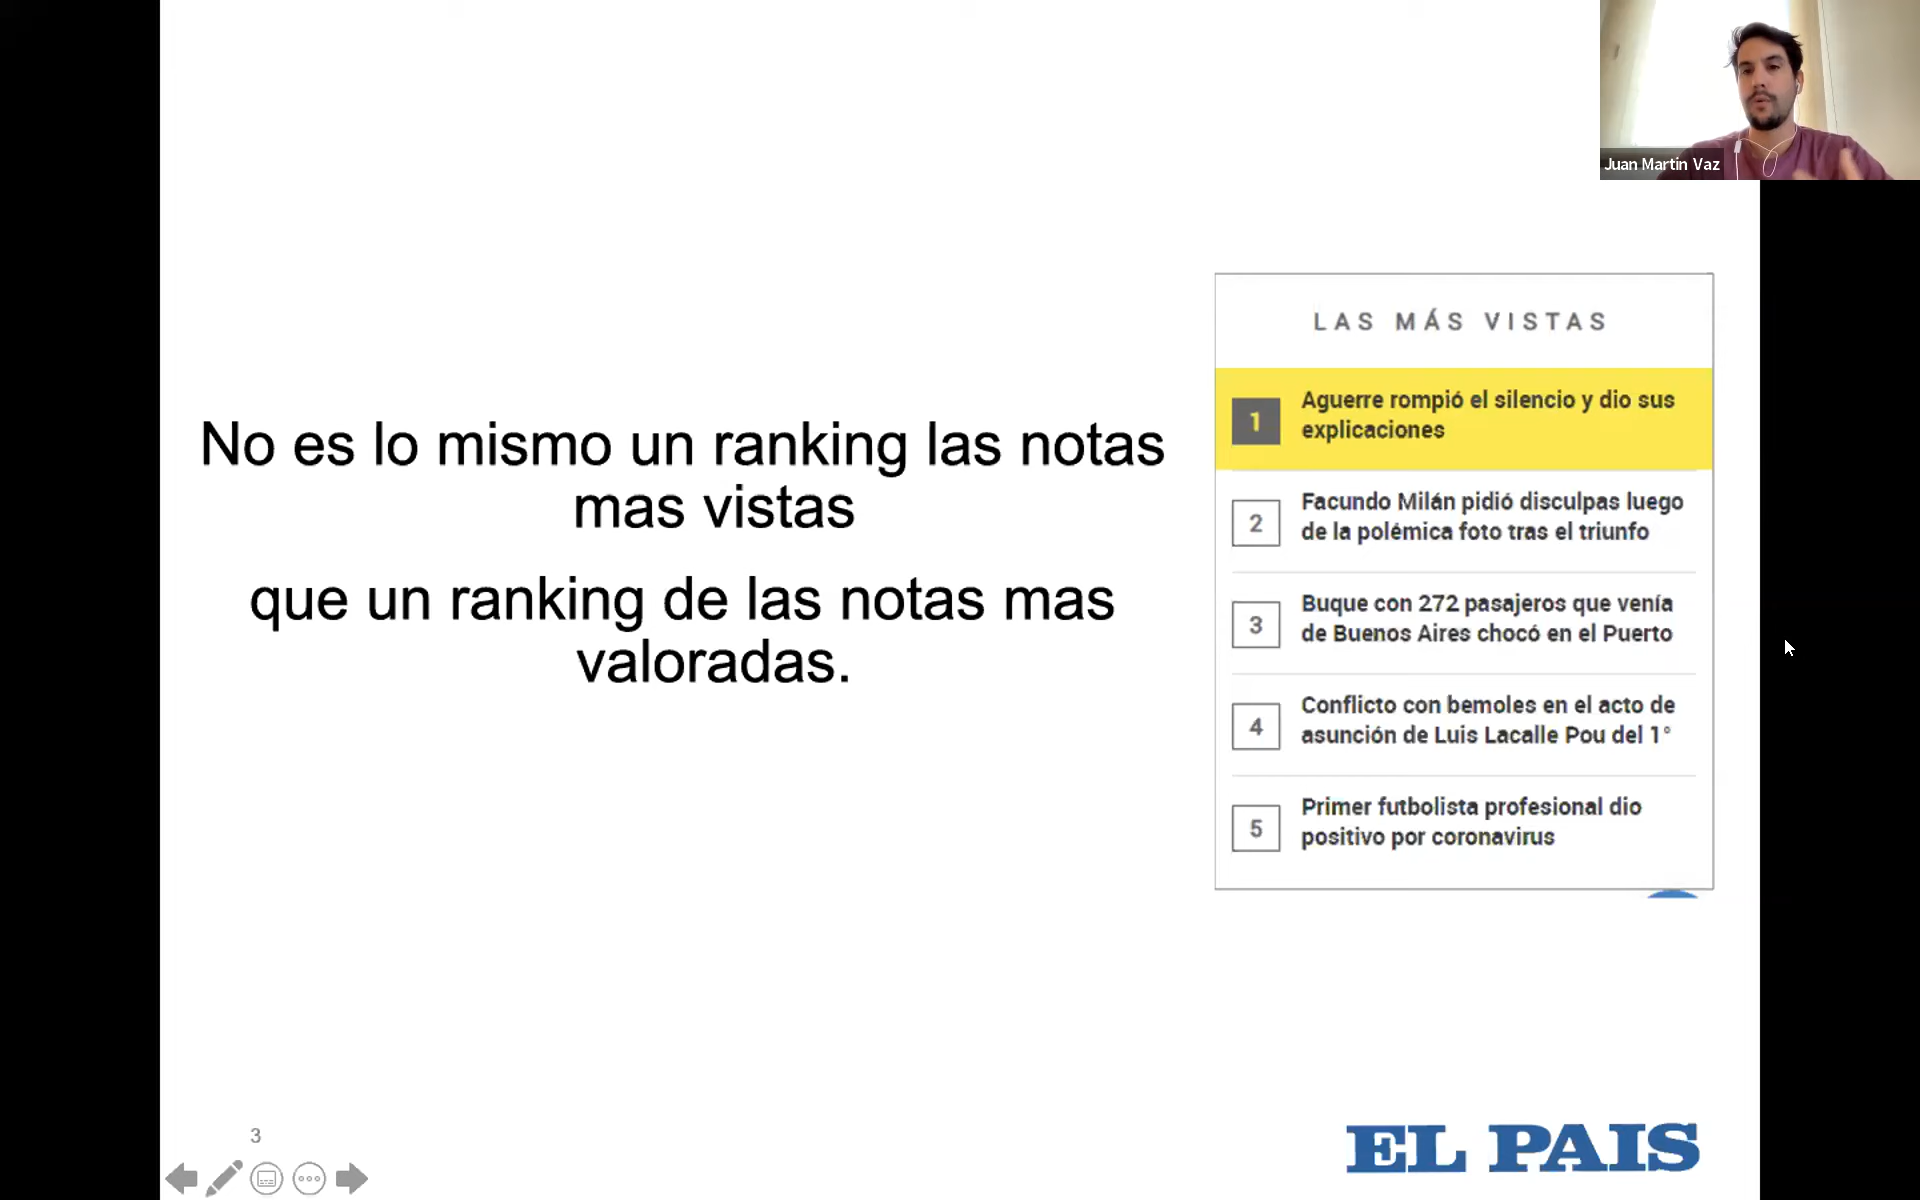 Juan Martín Vaz
No es lo mismo un ranking las notas
mas vistas
que un ranking de las notas mas
valoradas.
LAS MÁS VISTAS
1
Aguerre rompió el silencio y dio sus
explicaciones
2
Facundo Milán pidió disculpas luego
de la polémica foto tras el triunfo
3
Buque con 272 pasajeros que venía
de Buenos Aires chocó en el Puerto
4
Conflicto con bemoles en el acto de
asunción de Luis Lacalle Pou del 1°
5
Primer futbolista profesional dio
positivo por coronavirus
3
EL PAIS